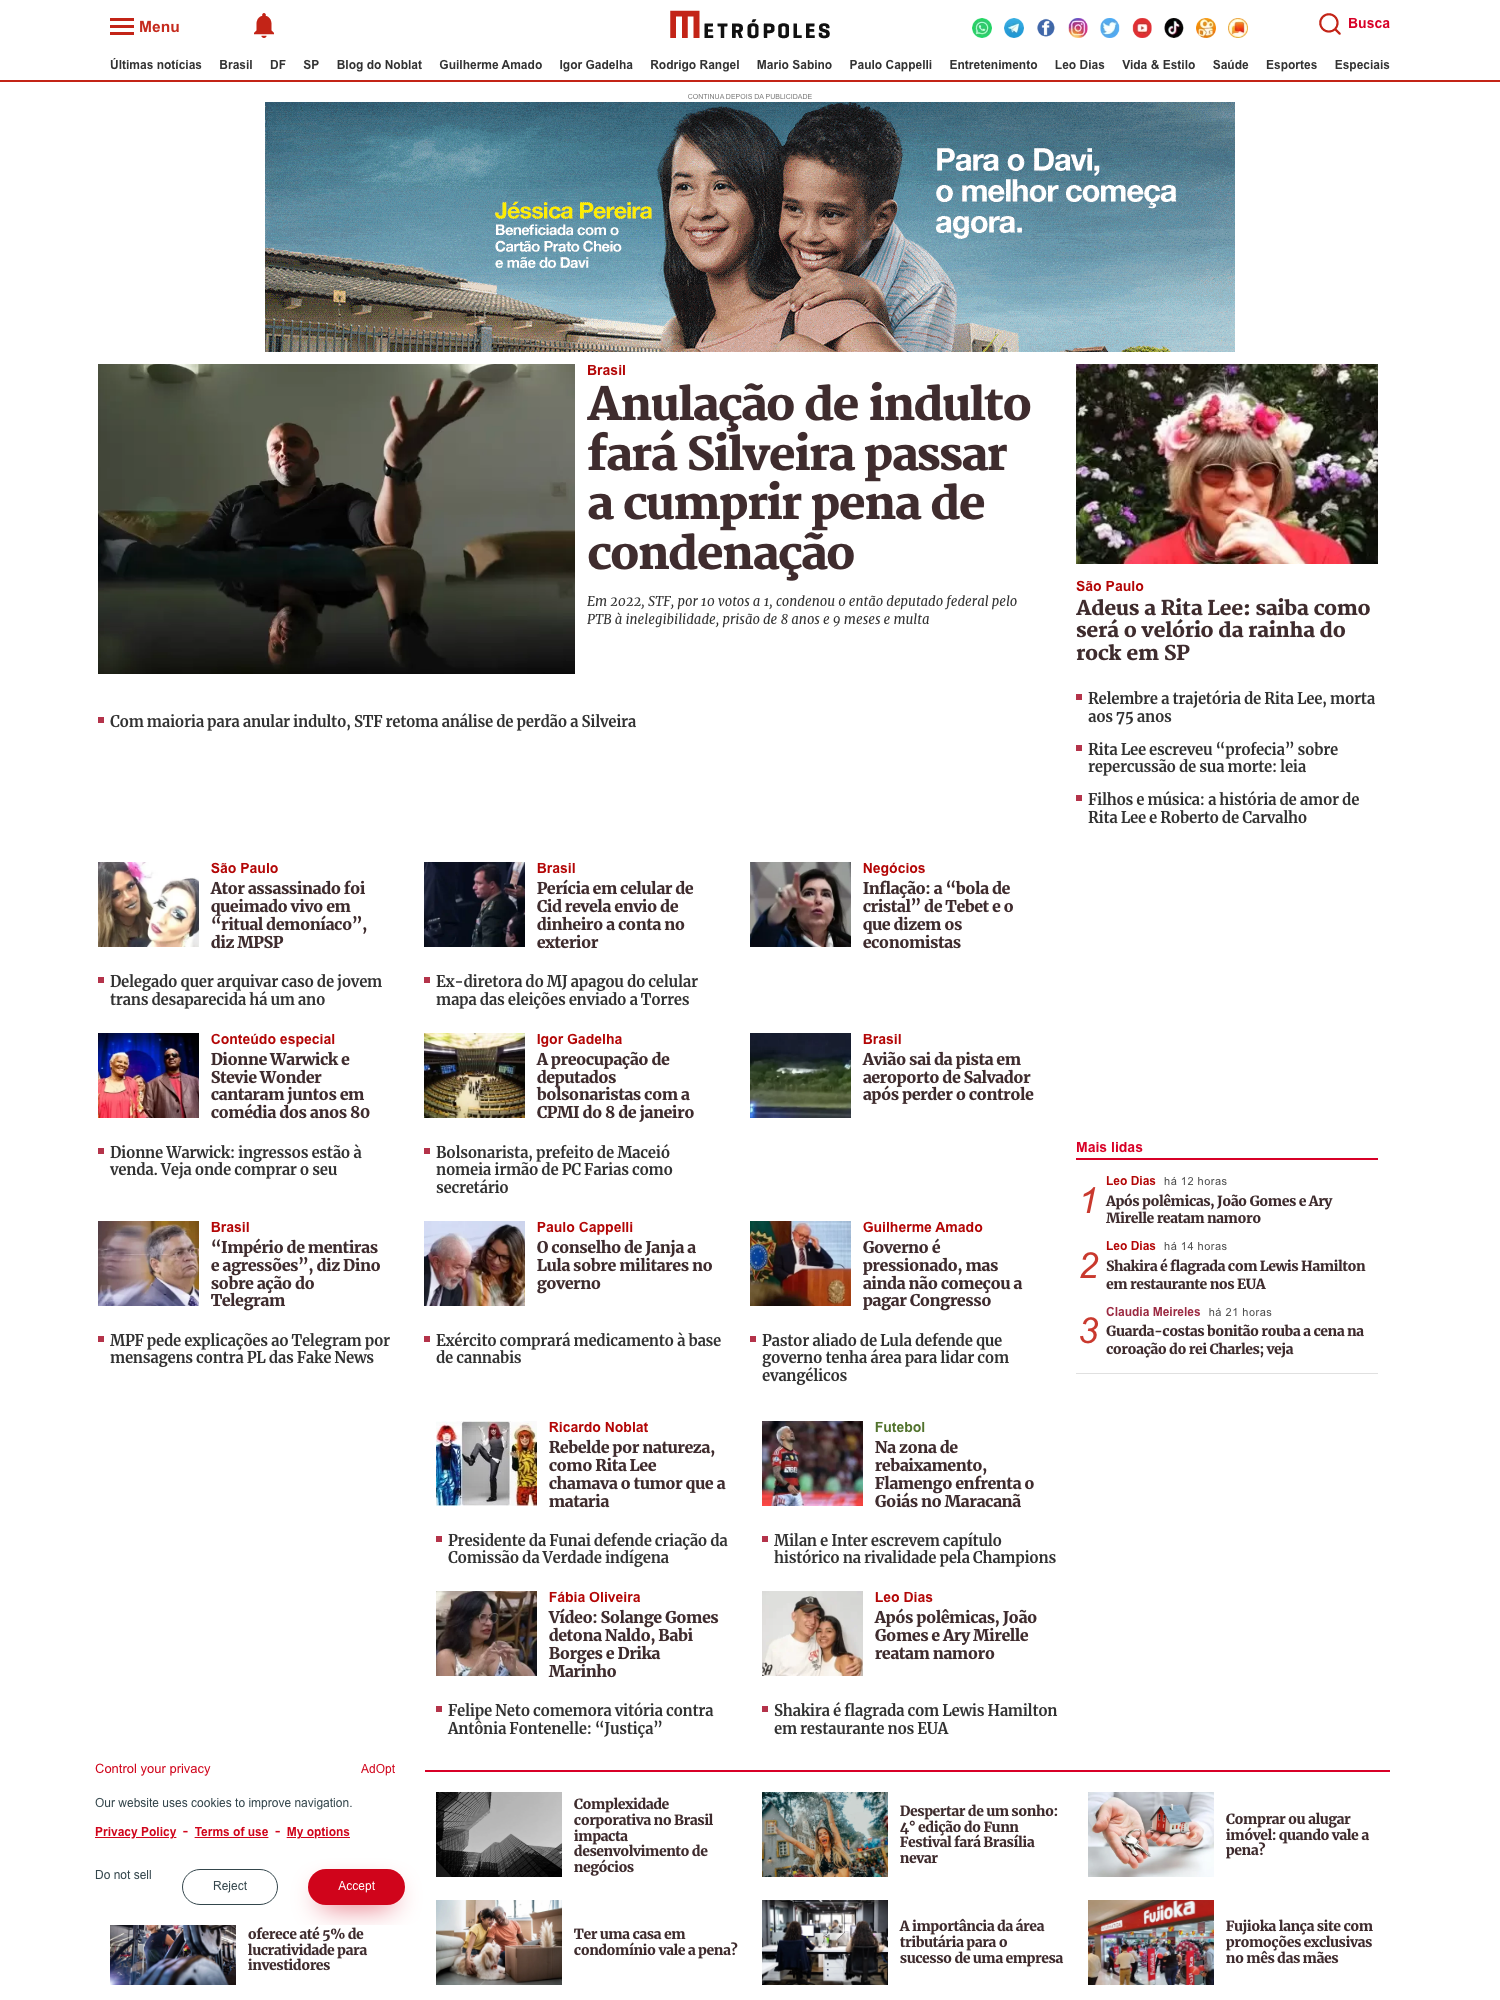 Menu
METRÓPOLES
Busca
Últimas notícias Brasil DF SP Blog do Noblat Guilherme Amado Igor Gadelha Rodrigo Rangel Mario Sabino Paulo Cappelli Entretenimento Leo Dias Vida & Estilo Saúde Esportes Especiais
CONTINUA DEPOIS DA PUBLICIDADE
Jéssica Pereira
Beneficiada com o
Cartão Prato Cheio
e mãe do Davi
Para o Davi,
o melhor começa
agora.
Brasil
Anulação de indulto
fará Silveira passar
a cumprir pena de
condenação
Em 2022, STF, por 10 votos a 1, condenou o então deputado federal pelo
PTB à inelegibilidade, prisão de 8 anos e 9 meses e multa
Com maioria para anular indulto, STF retoma análise de perdão a Silveira
São Paulo
Adeus a Rita Lee: saiba como
será o velório da rainha do
rock em SP
Relembre a trajetória de Rita Lee, morta
aos 75 anos
Rita Lee escreveu “profecia” sobre
repercussão de sua morte: leia
Filhos e música: a história de amor de
Rita Lee e Roberto de Carvalho
São Paulo
Ator assassinado foi
queimado vivo em
“ritual demoníaco”,
diz MPSP
Delegado quer arquivar caso de jovem
trans desaparecida há um ano
Brasil
Perícia em celular de
Cid revela envio de
dinheiro a conta no
exterior
Ex-diretora do MJ apagou do celular
mapa das eleições enviado a Torres
Negócios
Inflação: a “bola de
cristal” de Tebet e o
que dizem os
economistas
Conteúdo especial
Dionne Warwick e
Stevie Wonder
cantaram juntos em
comédia dos anos 80
Dionne Warwick: ingressos estão à
venda. Veja onde comprar o seu
Igor Gadelha
A preocupação de
deputados
bolsonaristas com a
CPMI do 8 de janeiro
Bolsonarista, prefeito de Maceió
nomeia irmão de PC Farias como
secretário
Brasil
Avião sai da pista em
aeroporto de Salvador
após perder o controle
Mais lidas
1
Leo Dias há 12 horas
Após polêmicas, João Gomes e Ary
Mirelle reatam namoro
2
Leo Dias há 14 horas
Shakira é flagrada com Lewis Hamilton
em restaurante nos EUA
3
Claudia Meireles há 21 horas
Guarda-costas bonitão rouba a cena na
coroação do rei Charles; veja
Brasil
“Império de mentiras
e agressões”, diz Dino
sobre ação do
Telegram
MPF pede explicações ao Telegram por
mensagens contra PL das Fake News
Paulo Cappelli
O conselho de Janja a
Lula sobre militares no
governo
Exército comprará medicamento à base
de cannabis
Guilherme Amado
Governo é
pressionado, mas
ainda não começou a
pagar Congresso
Pastor aliado de Lula defende que
governo tenha área para lidar com
evangélicos
Ricardo Noblat
Rebelde por natureza,
como Rita Lee
chamava o tumor que a
mataria
Presidente da Funai defende criação da
Comissão da Verdade indígena
Futebol
Na zona de
rebaixamento,
Flamengo enfrenta o
Goiás no Maracanã
Milan e Inter escrevem capítulo
histórico na rivalidade pela Champions
Fábia Oliveira
Vídeo: Solange Gomes
detona Naldo, Babi
Borges e Drika
Marinho
Felipe Neto comemora vitória contra
Antônia Fontenelle: “Justiça”
Leo Dias
Após polêmicas, João
Gomes e Ary Mirelle
reatam namoro
Shakira é flagrada com Lewis Hamilton
em restaurante nos EUA
Control your privacy AdOpt
Our website uses cookies to improve navigation.
Privacy Policy - Terms of use - My options
Do not sell
Reject
Accept
Complexidade
corporativa no Brasil
impacta
desenvolvimento de
negócios
Despertar de um sonho:
4° edição do Funn
Festival fará Brasília
nevar
Comprar ou alugar
imóvel: quando vale a
pena?
oferece até 5% de
lucratividade para
investidores
Ter uma casa em
condomínio vale a pena?
A importância da área
tributária para o
sucesso de uma empresa
Fujioka
Fujioka lança site com
promoções exclusivas
no mês das mães